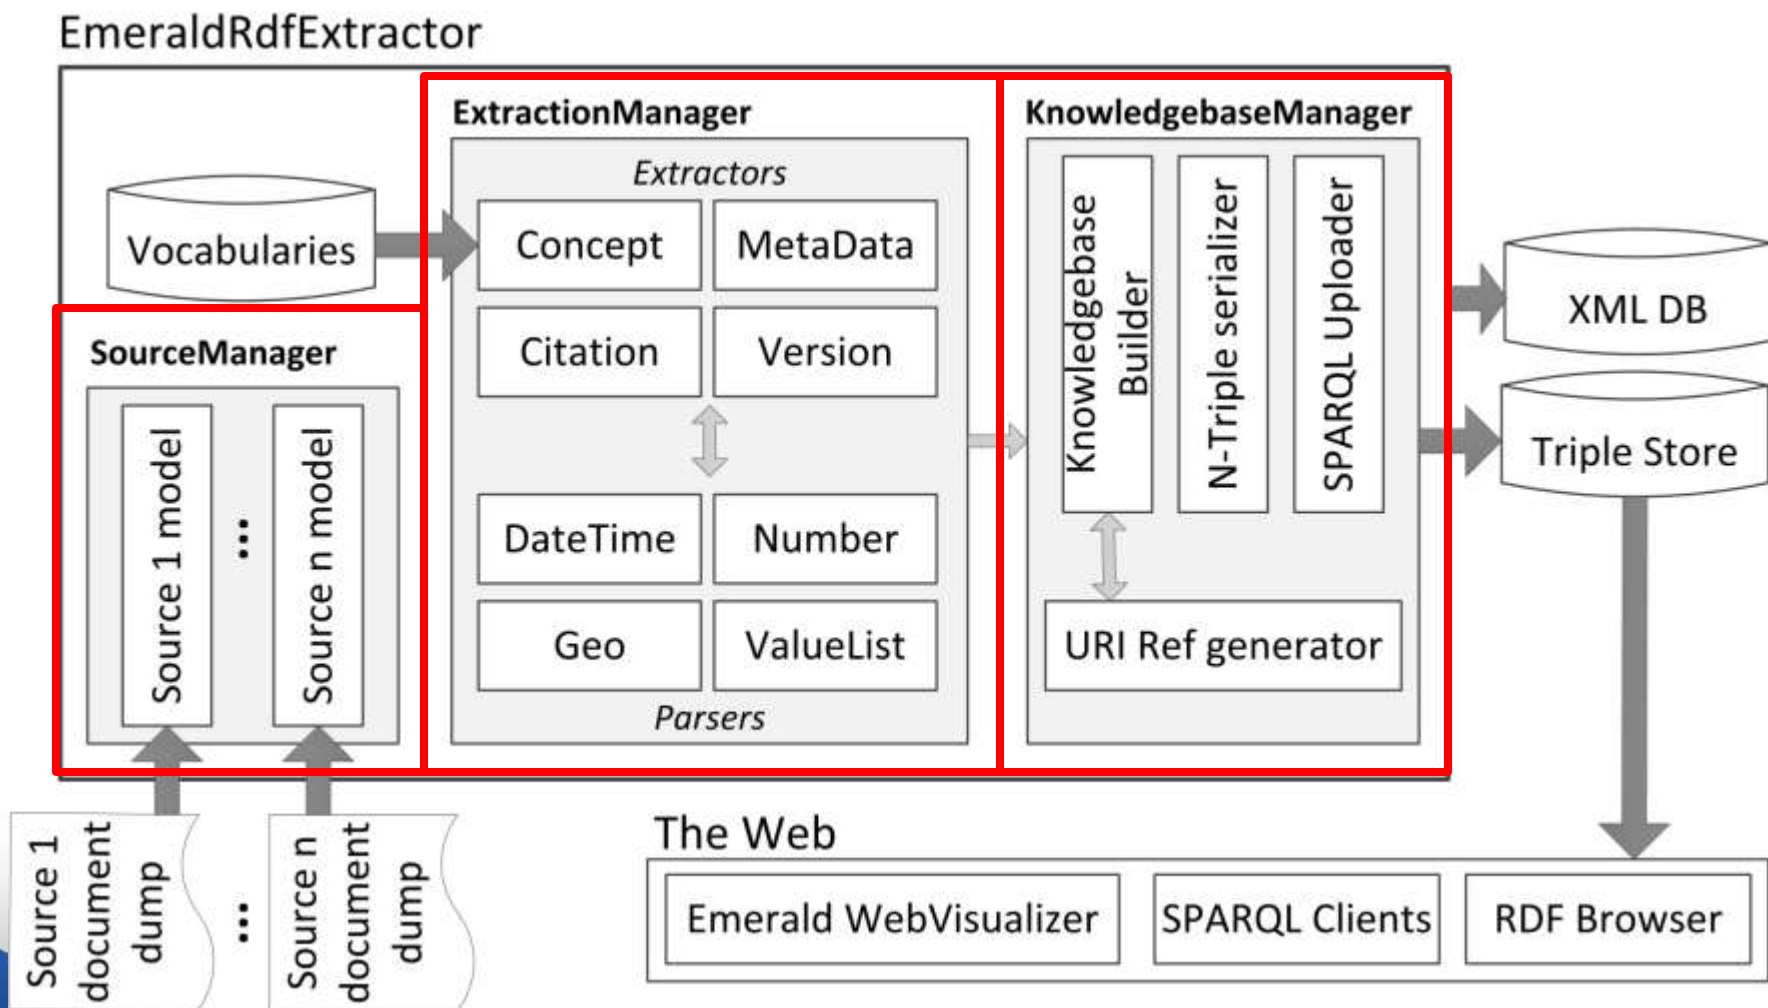 EmeraldRdfExtractor
ExtractionManager
KnowledgebaseManager
Extractors
Vocabularies
Concept
MetaData
Citation
Version
SourceManager
Source 1 model
...
Source n model
DateTime
Number
Geo
ValueList
Parsers
Knowledgebase
Builder
N-Triple serializer
SPARQL Uploader
URI Ref generator
XML DB
Triple Store
Source 1
document
dump
...
Source n
document
dump
The Web
Emerald WebVisualizer
SPARQL Clients
RDF Browser